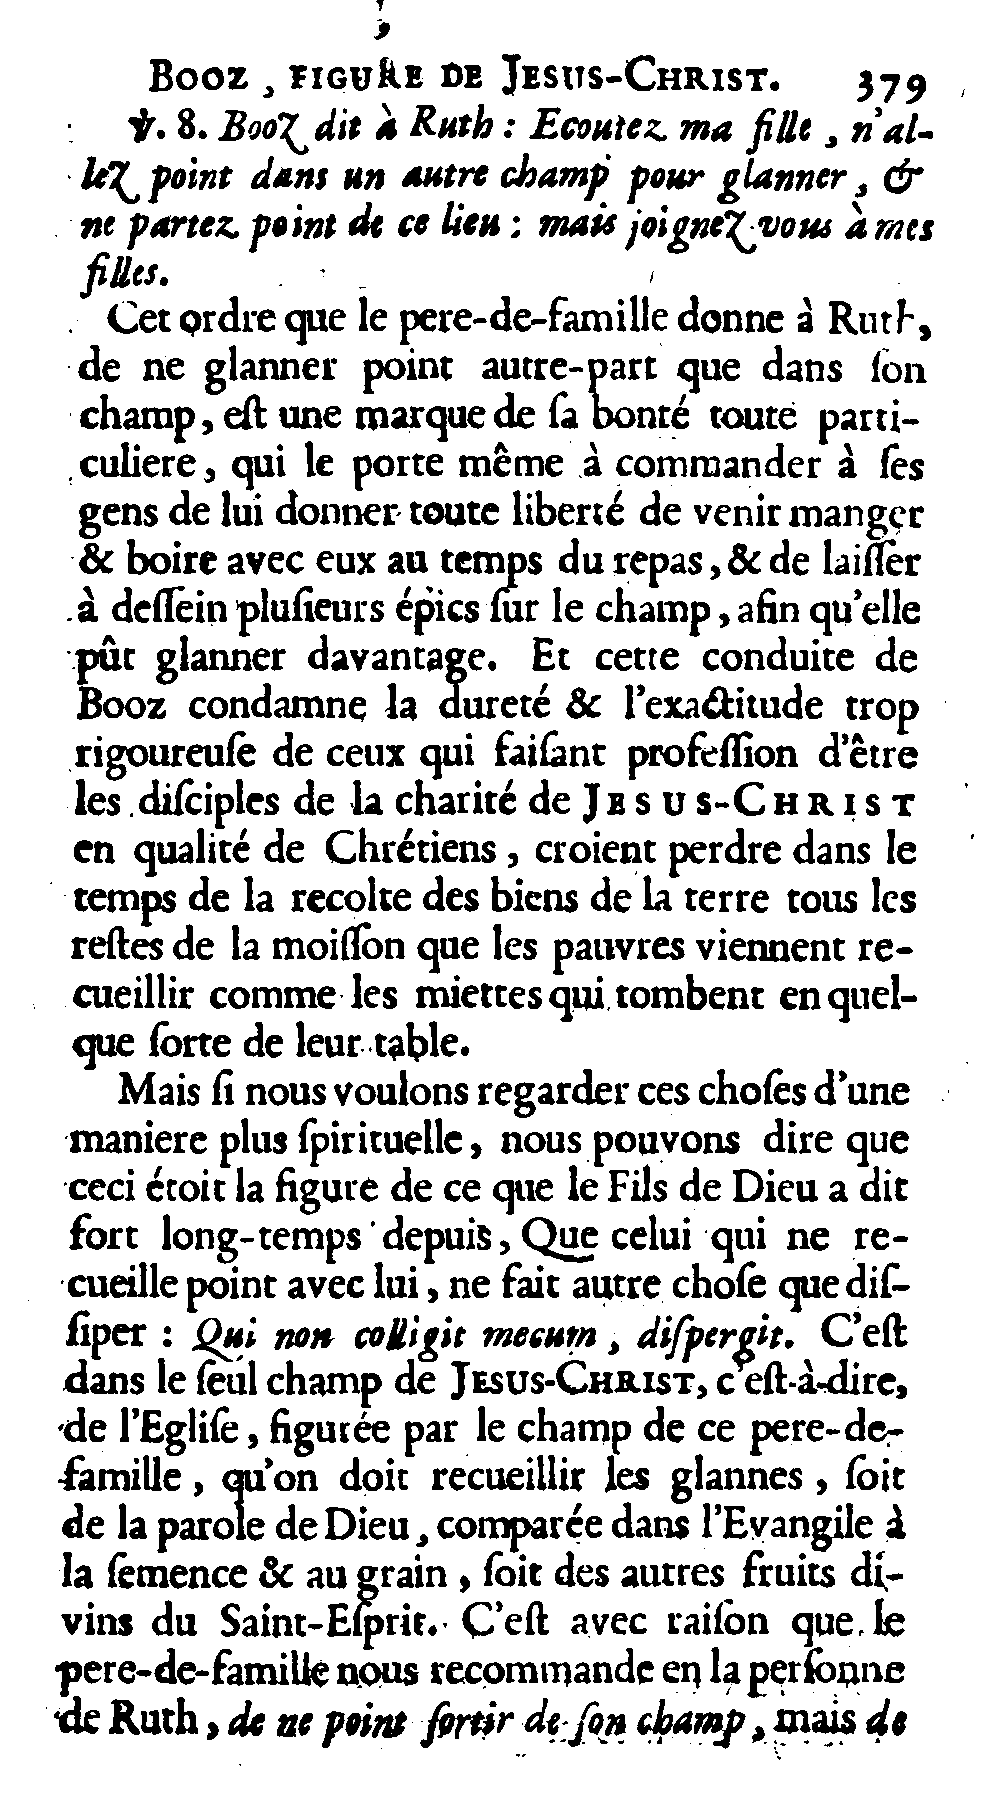 BOOZ, FIGURE DE JESUS-CHRIST. 379
℣. 8. Booz dit à Ruth : Ecoutez ma fille, n'al-
lez point dans un autre champ pour glanner, &
ne partez point de ce lieu : mais joignez-vous à mes
filles.
Cet ordre que le pere-de-famille donne à Ruth,
de ne glanner point autre-part que dans ſon
champ, eſt une marque de ſa bonté toute parti-
culiere, qui le porte même à commander à ſes
gens de lui donner toute liberté de venir manger
& boire avec eux au temps du repas, & de laiſſer
à deſſein pluſieurs épics ſur le champ, afin qu'elle
pût glanner davantage. Et cette conduite de
Booz condamne la dureté & l'exactitude trop
rigoureuſe de ceux qui faiſant profeſſion d'être
les diſciples de la charité de JESUS-CHRIST
en qualité de Chrétiens, croient perdre dans le
temps de la recolte des biens de la terre tous les
reſtes de la moiſſon que les pauvres viennent re-
cueillir comme les miettes qui tombent en quel-
que ſorte de leur table.
Mais ſi nous voulons regarder ces choſes d'une
maniere plus ſpirituelle, nous pouvons dire que
ceci étoit la figure de ce que le Fils de Dieu a dit
fort long-temps depuis, Que celui qui ne re-
cueille point avec lui, ne fait autre choſe que diſ-
ſiper : Qui non colligit mecum, diſpergit. C'eſt
dans le ſeul champ de JESUS-CHRIST, c'eſt-à-dire,
de l'Egliſe, figurée par le champ de ce pere-de-
famille, qu'on doit recueillir les glannes, ſoit
de la parole de Dieu, comparée dans l'Evangile à
la ſemence & au grain, ſoit des autres fruits di-
vins du Saint-Eſprit. C'eſt avec raiſon que le
pere-de-famille nous recommande en la perſonne
de Ruth, de ne point ſortir de ſon champ, mais de